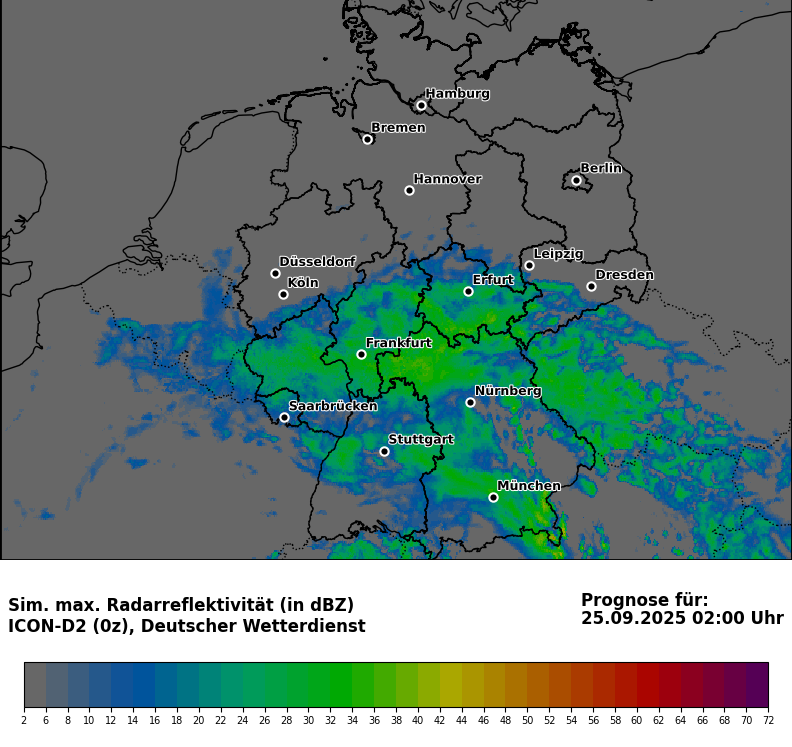 Hamburg
Bremen
Berlin
Hannover
Leipzig
Düsseldorf
Dresden
Köln
Erfurt
Frankfurt
Nürnberg
Saarbrücken
Stuttgart
München
Sim. max. Radarreflektivität (in dBZ)
ICON-D2 (0z), Deutscher Wetterdienst
Prognose für:
25.09.2025 02:00 Uhr
2 6 8 10 12 14 16 18 20 22 24 26 28 30 32 34 36 38 40 42 44 46 48 50 52 54 56 58 60 62 64 66 68 70 72